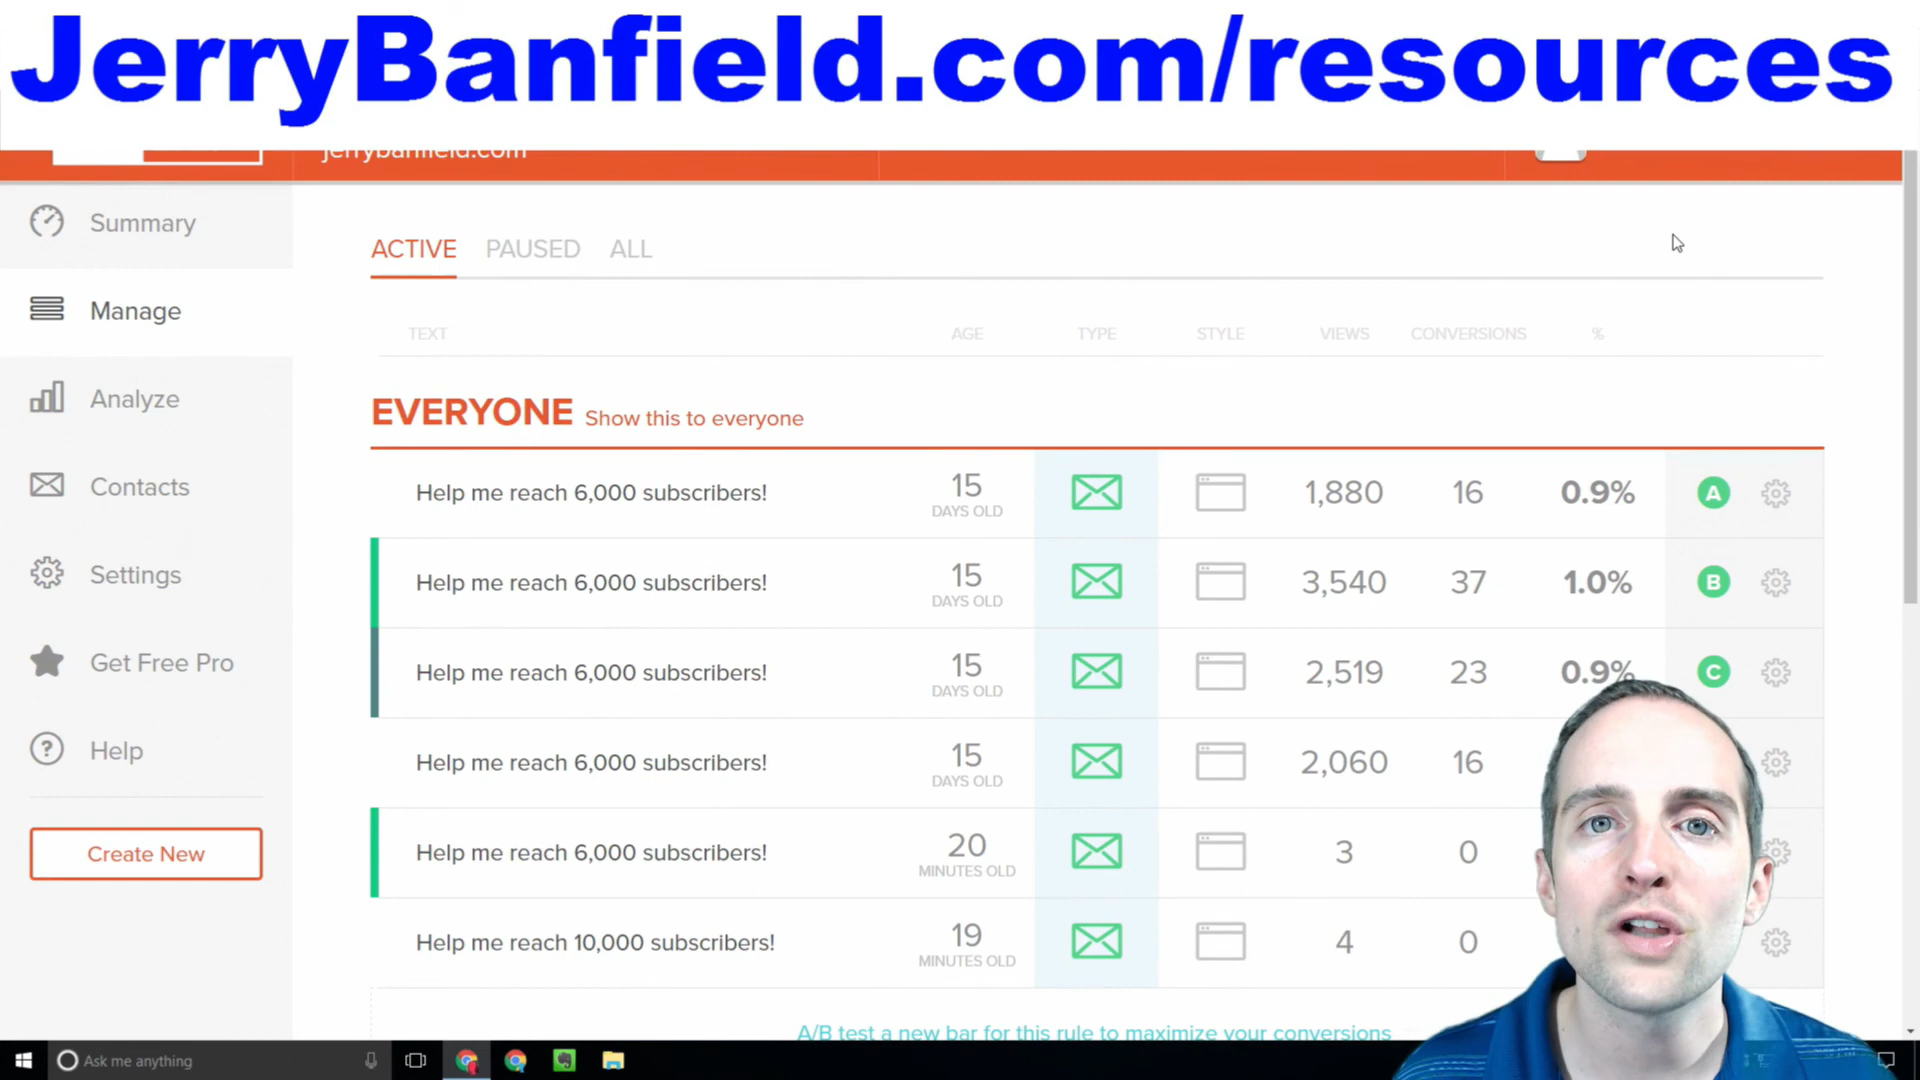 JerryBanfield.com/resources
jerrybanfield.com
Summary
Manage
Analyze
Contacts
Settings
Get Free Pro
? Help
Create New
ACTIVE PAUSED ALL
TEXT AGE TYPE STYLE VIEWS CONVERSIONS %
EVERYONE Show this to everyone
Help me reach 6,000 subscribers! 15 DAYS OLD 1,880 16 0.9% A
Help me reach 6,000 subscribers! 15 DAYS OLD 3,540 37 1.0% B
Help me reach 6,000 subscribers! 15 DAYS OLD 2,519 23 0.9% C
Help me reach 6,000 subscribers! 15 DAYS OLD 2,060 16
Help me reach 6,000 subscribers! 20 MINUTES OLD 3 0
Help me reach 10,000 subscribers! 19 MINUTES OLD 4 0
A/B test a new bar for this rule to maximize your conversions
Ask me anything